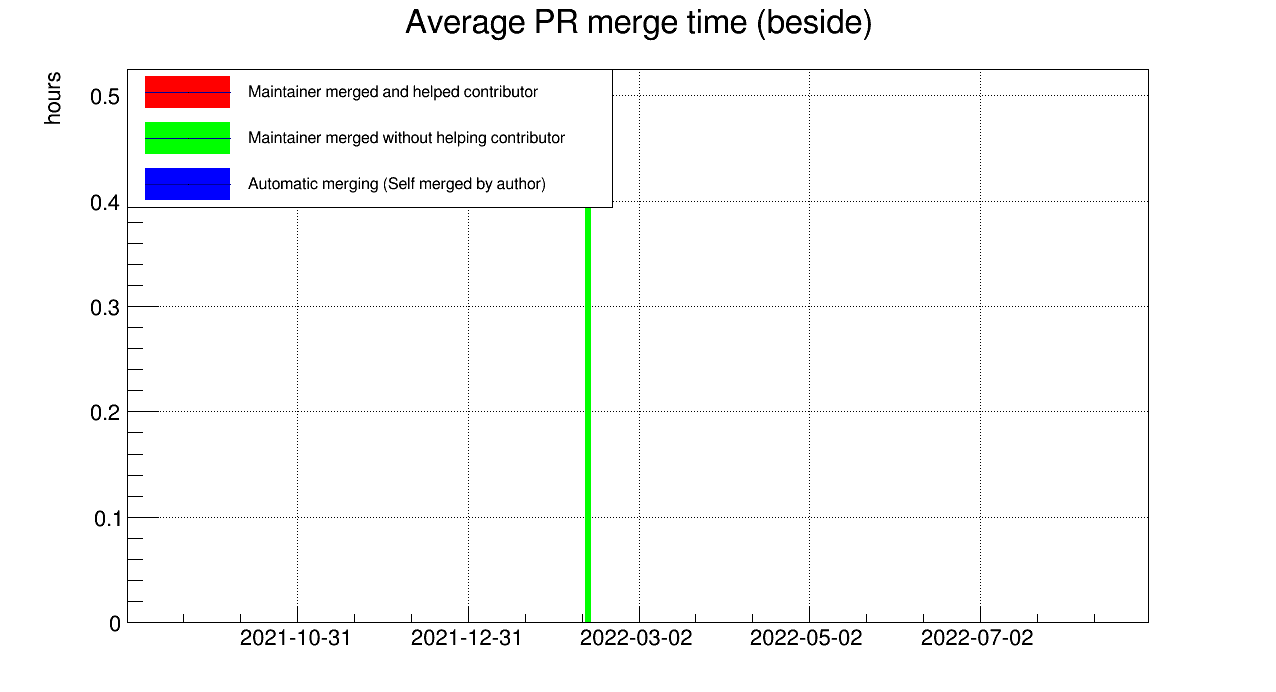 Average PR merge time (beside)
hours
Maintainer merged and helped contributor
Maintainer merged without helping contributor
Automatic merging (Self merged by author)
0.5
0.4
0.3
0.2
0.1
0
2021-10-31
2021-12-31
2022-03-02
2022-05-02
2022-07-02